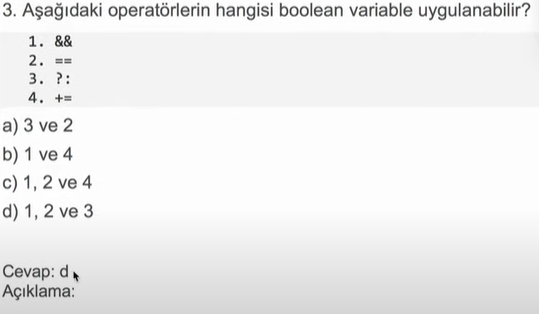 3. Aşağıdaki operatörlerin hangisi boolean variable uygulanabilir?
1. &&
2. ==
3. ?:
4. +=
a) 3 ve 2
b) 1 ve 4
c) 1, 2 ve 4
d) 1, 2 ve 3
Cevap: d
Açıklama: